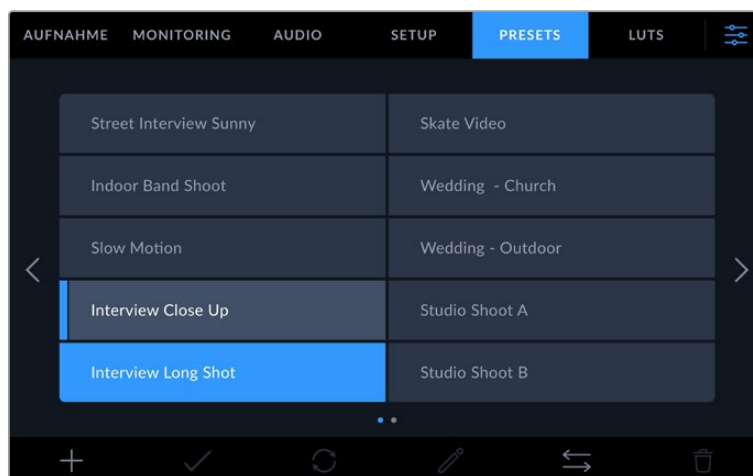 AUFNAHME MONITORING AUDIO SETUP PRESETS LUTS
Street Interview Sunny
Skate Video
Indoor Band Shoot
Wedding - Church
Slow Motion
Wedding - Outdoor
Interview Close Up
Studio Shoot A
Interview Long Shot
Studio Shoot B